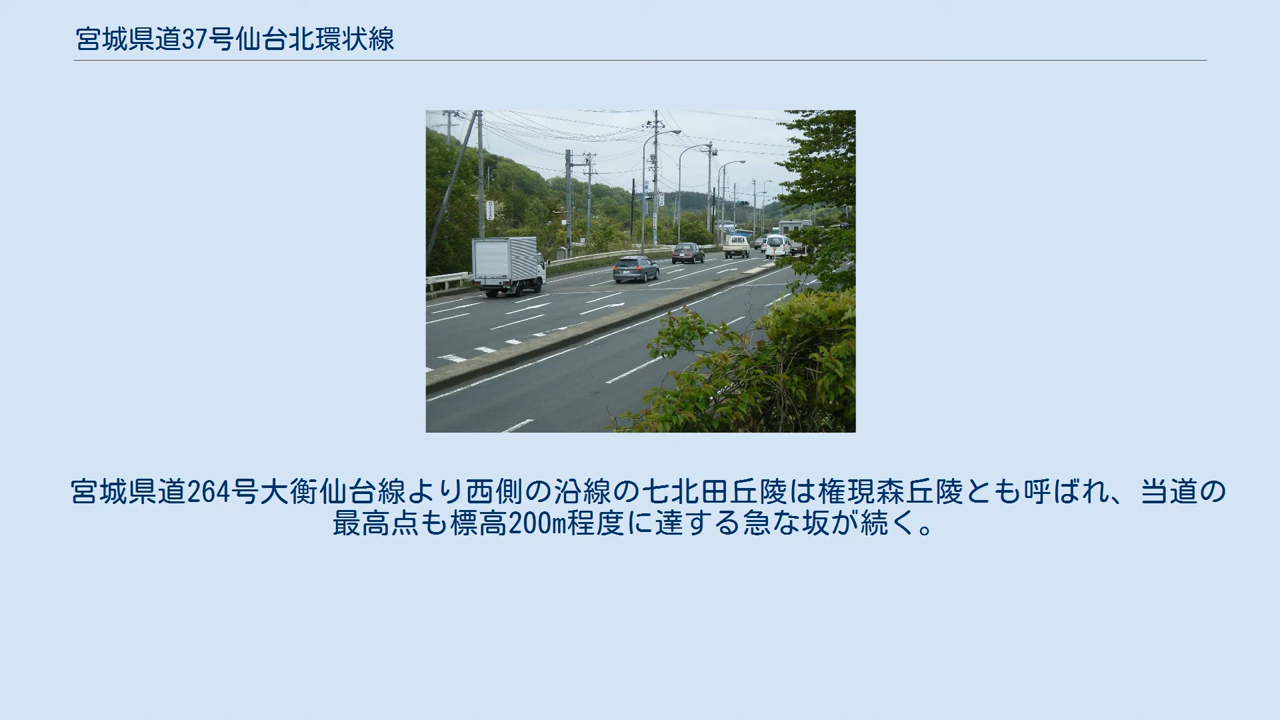 宮城県道37号仙台北環状線
宮城県道264号大衡仙台線より西側の沿線の七北田丘陵は権現森丘陵とも呼ばれ、当道の
最高点も標高200m程度に達する急な坂が続く。